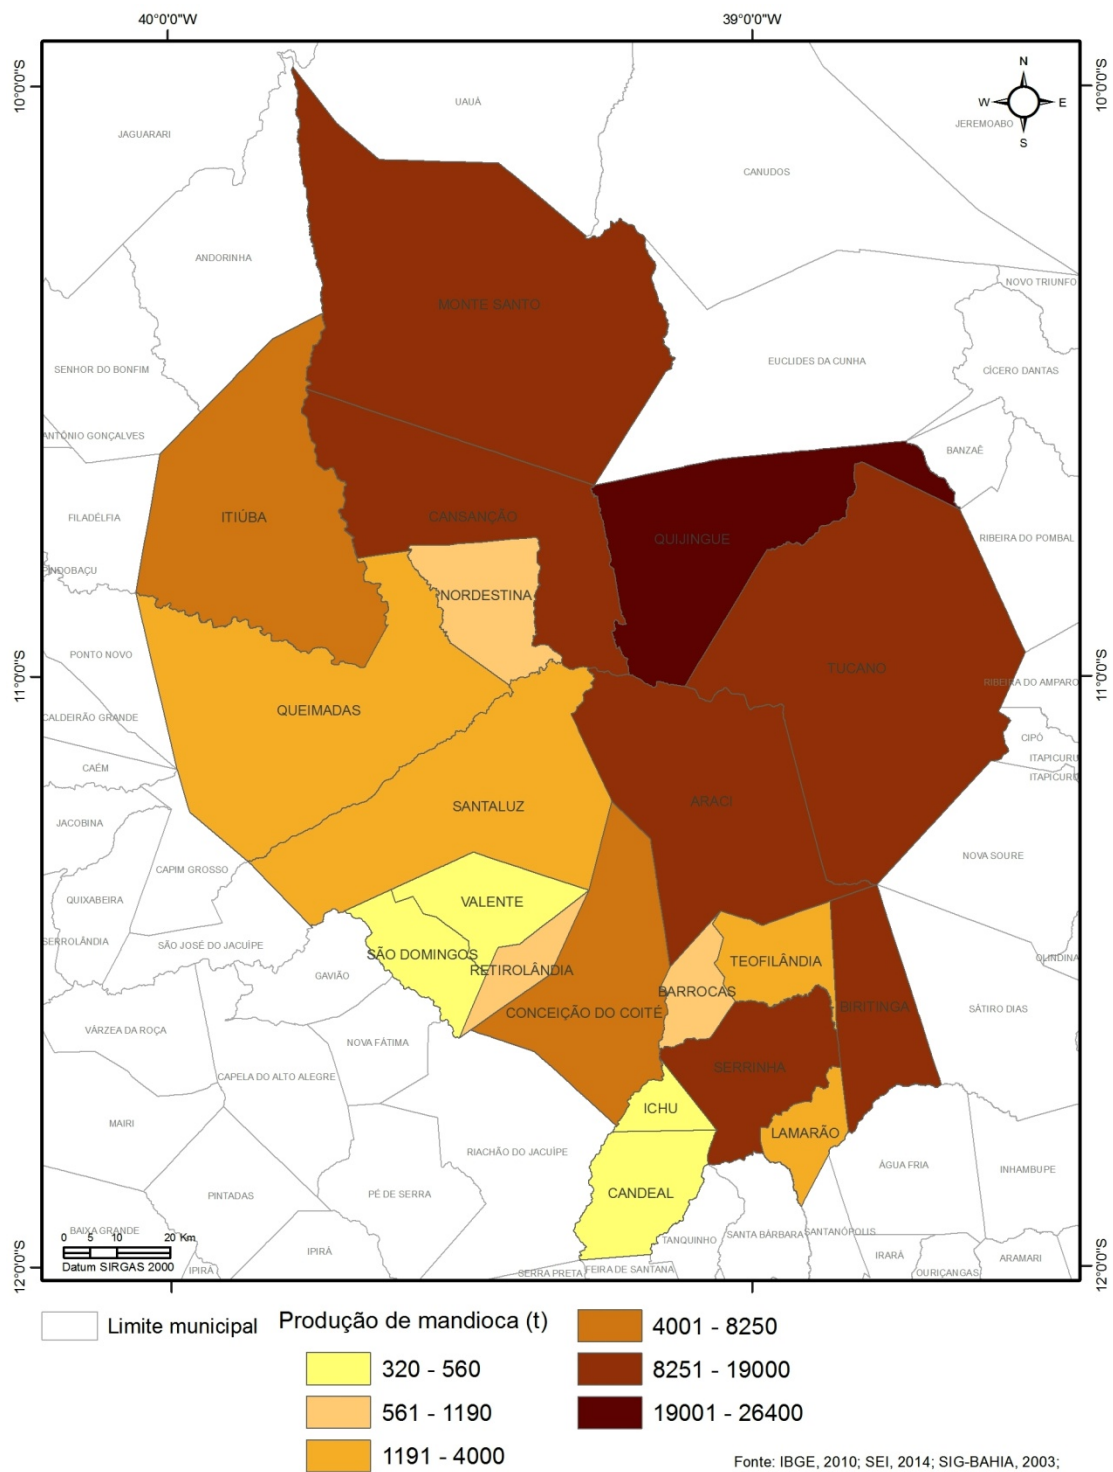 40°0'0"W
39°0'0"W
10°0'0"S
10°0'0"S
N
W
E
S
UAUÁ
JEREMOABO
JAGUARARI
CANUDOS
ANDORINHA
NOVO TRIUNFO
MONTE SANTO
EUCLIDES DA CUNHA
SENHOR DO BONFIM
CÍCERO DANTAS
ANTÔNIO GONÇALVES
BANZAÊ
FILADÉLFIA
ITIÚBA
CANSANÇÃO
QUIJINGUE
RIBEIRA DO POMBAL
PINDOBAÇU
NORDESTINA
PONTO NOVO
11°0'0"S
11°0'0"S
TUCANO
RIBEIRA DO AMPARO
QUEIMADAS
CALDEIRÃO GRANDE
CIPÓ
ITAPICURU
CAÉM
ITAPICURU
SANTALUZ
ARACI
JACOBINA
NOVA SOURE
CAPIM GROSSO
QUIXABEIRA
VALENTE
SERROLÂNDIA
SÃO JOSÉ DO JACUÍPE
SÃO DOMINGOS
TEOFILÂNDIA
OLINDINA
GAVIÃO
RETIROLÂNDIA
BARROCAS
BIRITINGA
CONCEIÇÃO DO COITÉ
SÁTIRO DIAS
VÁRZEA DA ROÇA
NOVA FÁTIMA
SERRINHA
CAPELA DO ALTO ALEGRE
ICHU
MAIRI
LAMARÃO
RIACHÃO DO JACUÍPE
ÁGUA FRIA
INHAMBUPE
PINTADAS
PÉ DE SERRA
CANDEAL
BAIXA GRANDE
SANTA BÁRBARA
SANTANÓPOLIS
0 5 10 20 Km
TANQUINHO
IPIRÁ
IRARÁ
ARAMARI
Datum SIRGAS 2000
IPIRÁ
SERRA PRETA
FEIRA DE SANTANA
OURIÇANGAS
12°0'0"S
12°0'0"S
Limite municipal
Produção de mandioca (t)
320 - 560
561 - 1190
1191 - 4000
4001 - 8250
8251 - 19000
19001 - 26400
Fonte: IBGE, 2010; SEI, 2014; SIG-BAHIA, 2003;